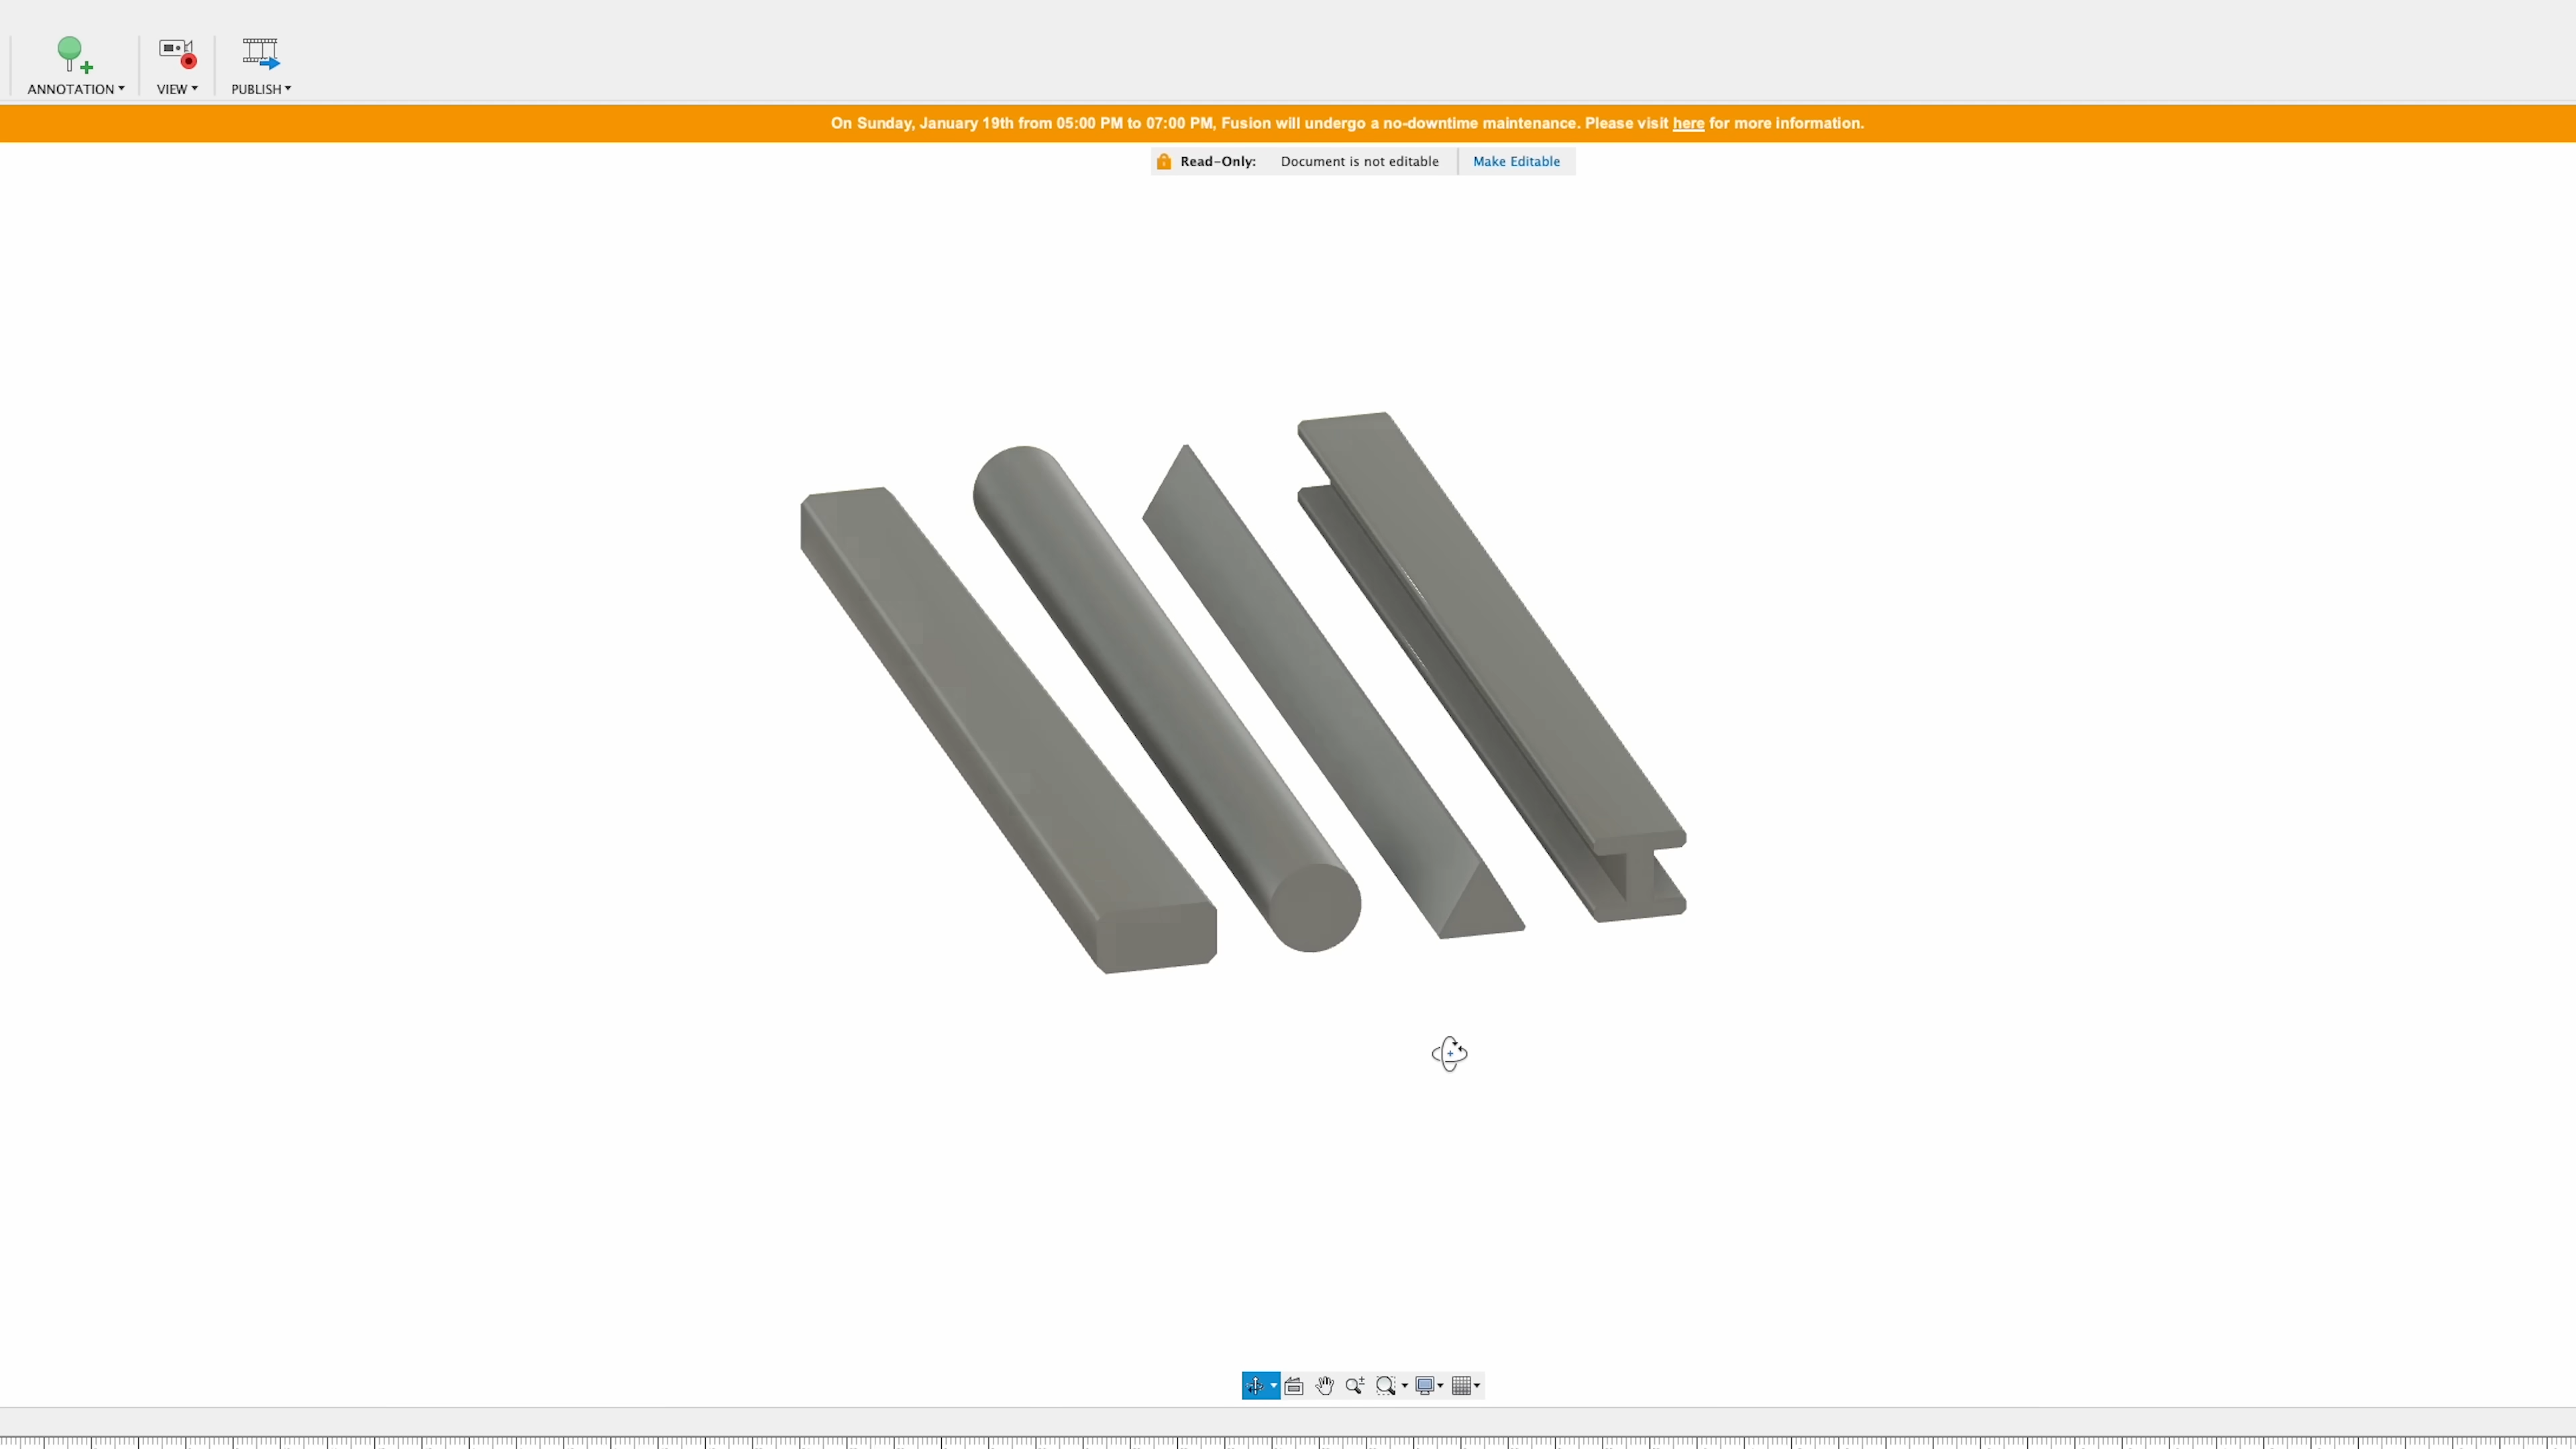 ANNOTATION VIEW PUBLISH
On Sunday, January 19th from 05:00 PM to 07:00 PM, Fusion will undergo a no-downtime maintenance. Please visit here for more information.
Read-Only: Document is not editable Make Editable